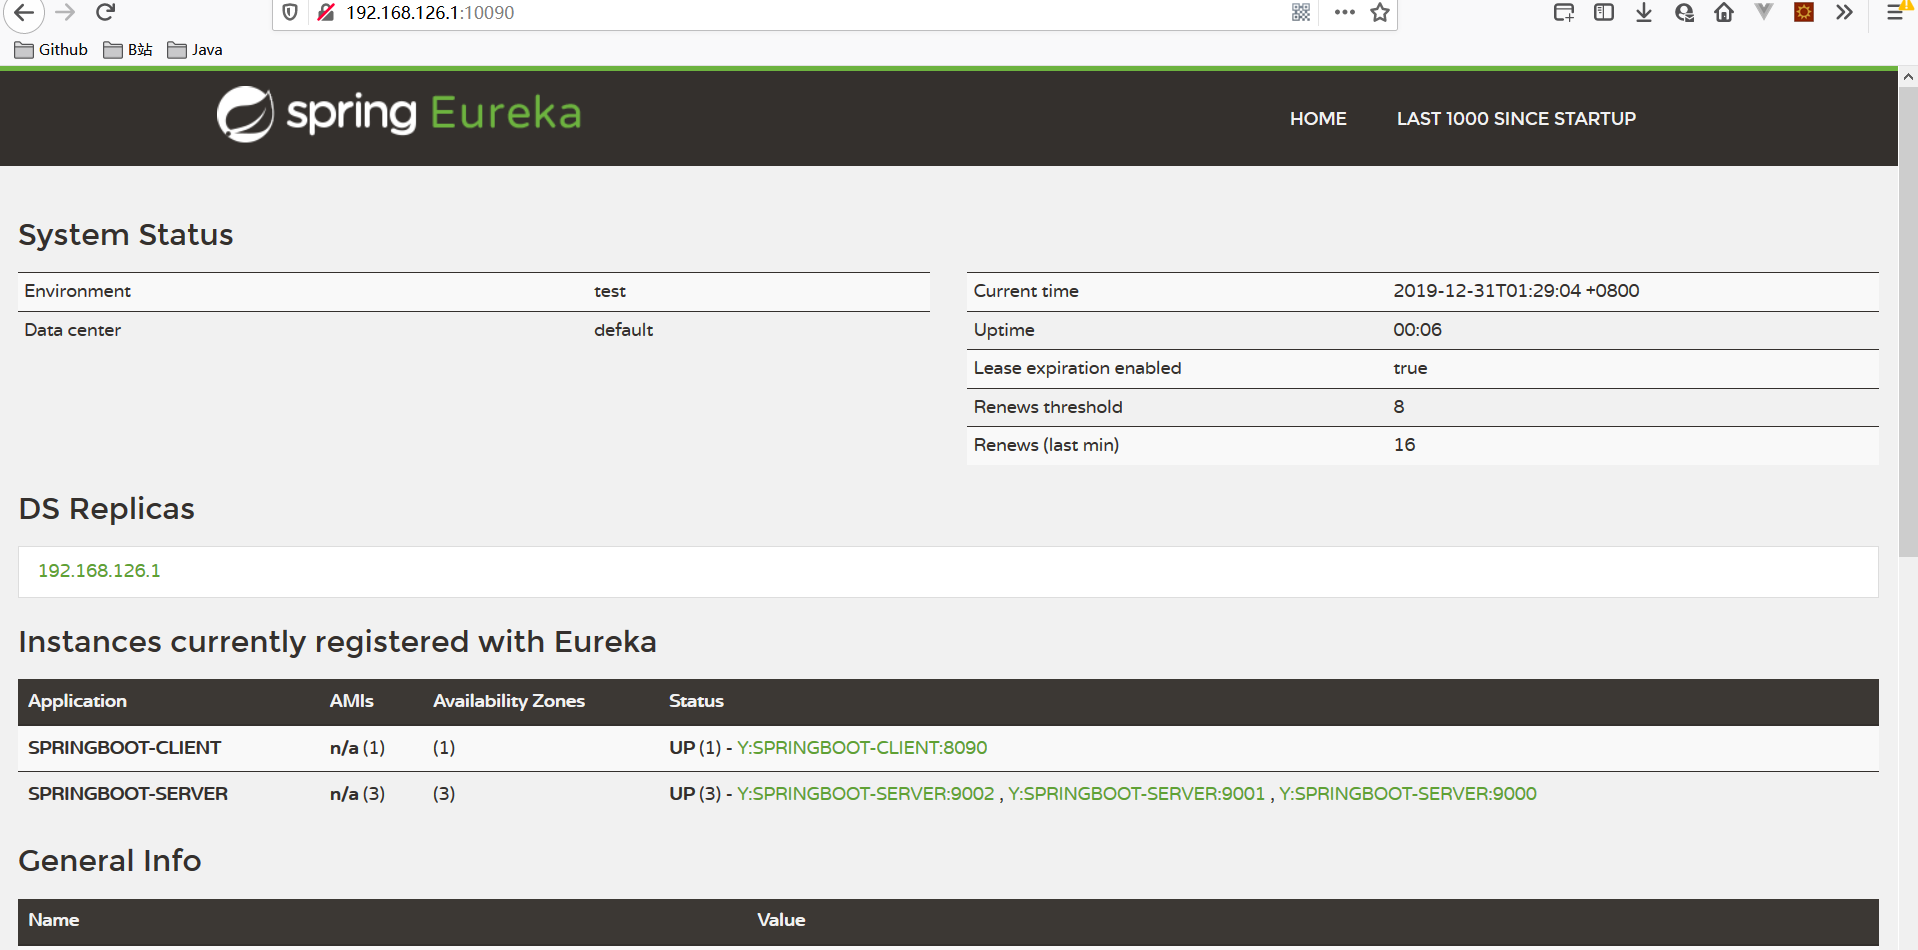 192.168.126.1:10090
Github B站 Java
spring Eureka HOME LAST 1000 SINCE STARTUP
System Status
Environment test
Data center default
Current time 2019-12-31T01:29:04 +0800
Uptime 00:06
Lease expiration enabled true
Renews threshold 8
Renews (last min) 16
DS Replicas
192.168.126.1
Instances currently registered with Eureka
Application AMIs Availability Zones Status
SPRINGBOOT-CLIENT n/a (1) (1) UP (1) - Y:SPRINGBOOT-CLIENT:8090
SPRINGBOOT-SERVER n/a (3) (3) UP (3) - Y:SPRINGBOOT-SERVER:9002 , Y:SPRINGBOOT-SERVER:9001 , Y:SPRINGBOOT-SERVER:9000
General Info
Name Value